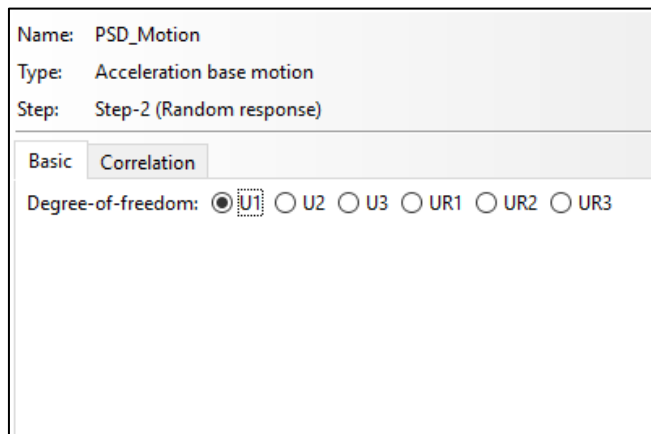 Name: PSD_Motion
Type: Acceleration base motion
Step: Step-2 (Random response)
Basic Correlation
Degree-of-freedom: U1 U2 U3 UR1 UR2 UR3